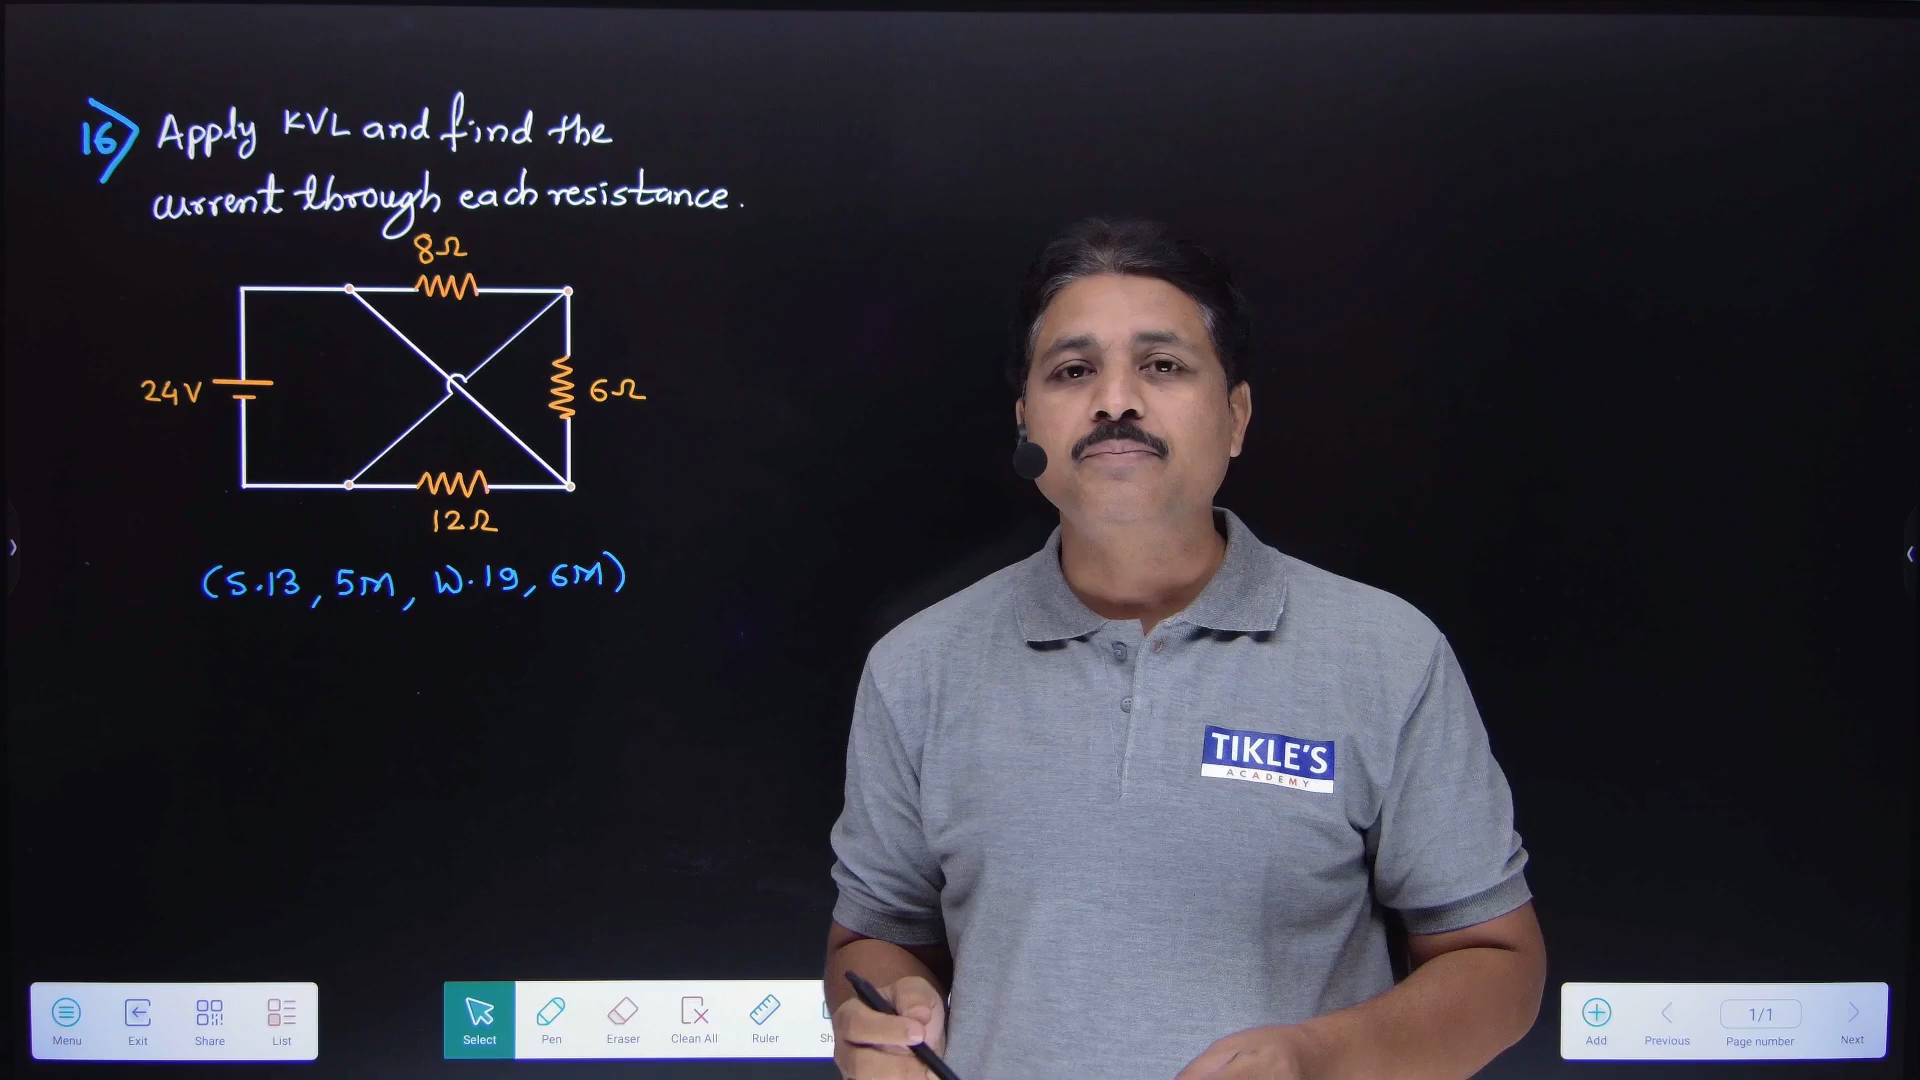 16) Apply KVL and find the
current through each resistance.
8Ω
24V
6Ω
12Ω
(S.13, 5M, W.19, 6M)
TIKLE'S
ACADEMY
Menu
Exit
Share
List
Select
Pen
Eraser
Clean All
Ruler
Add
Previous
1/1
Page number
Next